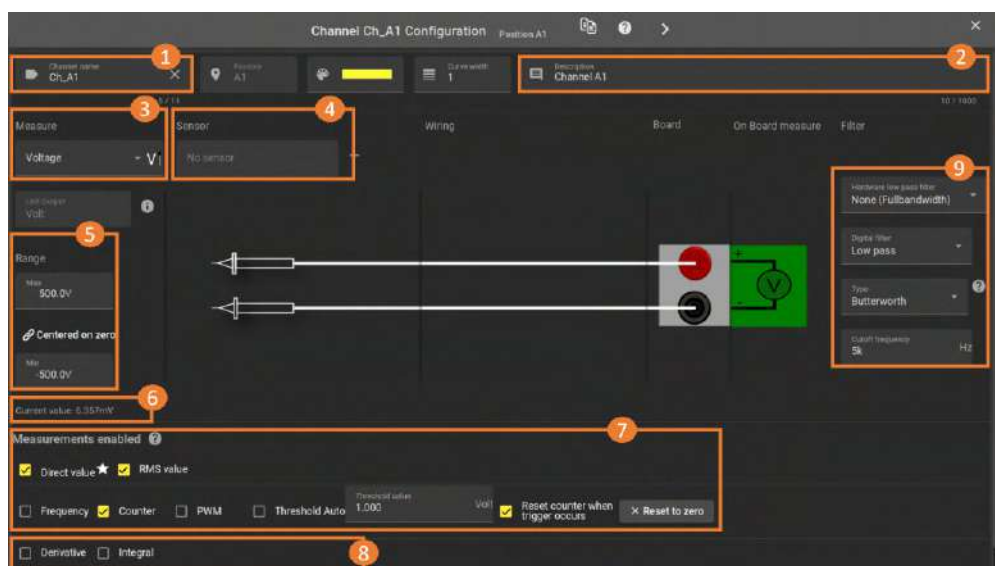 Channel Ch_A1 Configuration Position A1
1
2
Channel name
Ch_A1
Position
A1
Curve width
1
Description
Channel A1
10 / 1000
3
4
Measure
Sensor
Wiring
Board
On Board measure
Filter
Voltage
V
No sensor
9
Hardware low pass filter
None (Fullbandwidth)
Volt
5
Digital filter
Low pass
Range
Max
500.0V
+
V
-
Type
Butterworth
Centered on zero
Min
-500.0V
Cutoff frequency
5k
Hz
6
Current value: 6.357mV
7
Measurements enabled
Direct value
RMS value
Frequency
Counter
PWM
Threshold Auto
Threshold value
1.000
Volt
Reset counter when
trigger occurs
Reset to zero
8
Derivative
Integral